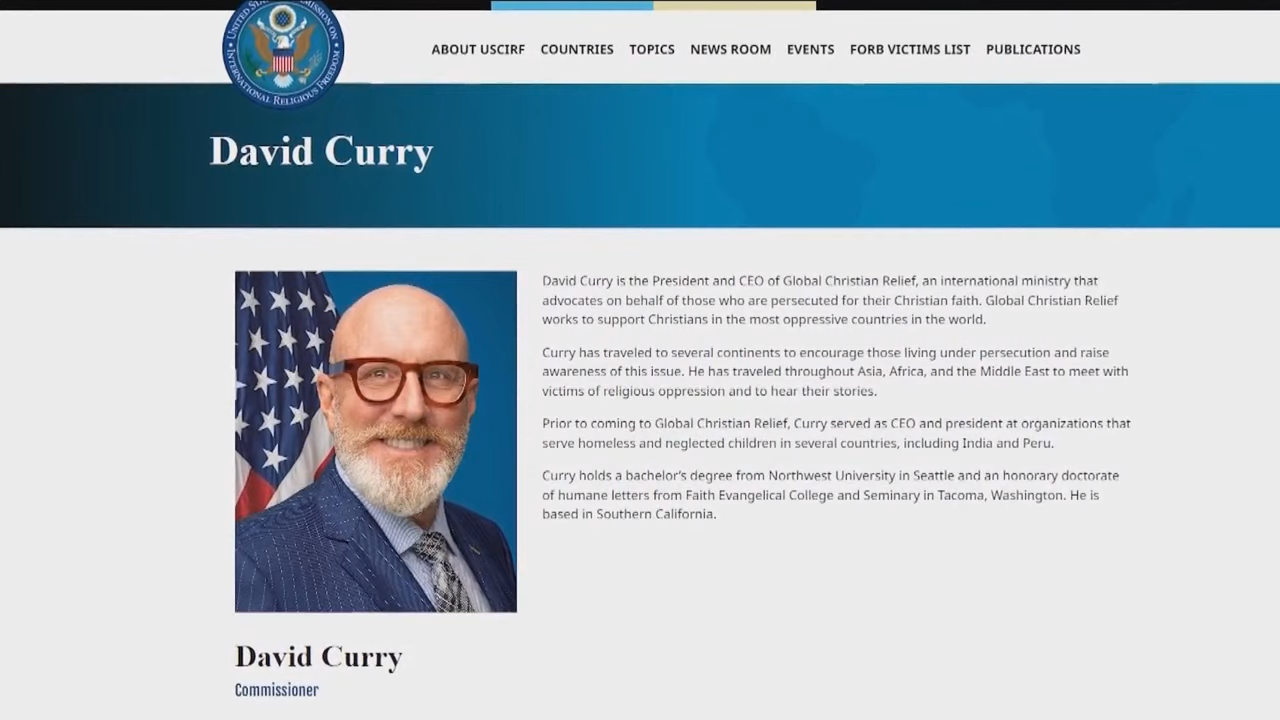 UNITED STA
MISSION ON
INTERNATIONAL RELIGIOUS FREEDOM
ABOUT USCIRF COUNTRIES TOPICS NEWS ROOM EVENTS FORB VICTIMS LIST PUBLICATIONS
David Curry
David Curry is the President and CEO of Global Christian Relief, an international ministry that
advocates on behalf of those who are persecuted for their Christian faith. Global Christian Relief
works to support Christians in the most oppressive countries in the world.
Curry has traveled to several continents to encourage those living under persecution and raise
awareness of this issue. He has traveled throughout Asia, Africa, and the Middle East to meet with
victims of religious oppression and to hear their stories.
Prior to coming to Global Christian Relief, Curry served as CEO and president at organizations that
serve homeless and neglected children in several countries, including India and Peru.
Curry holds a bachelor's degree from Northwest University in Seattle and an honorary doctorate
of humane letters from Faith Evangelical College and Seminary in Tacoma, Washington. He is
based in Southern California.
David Curry
Commissioner